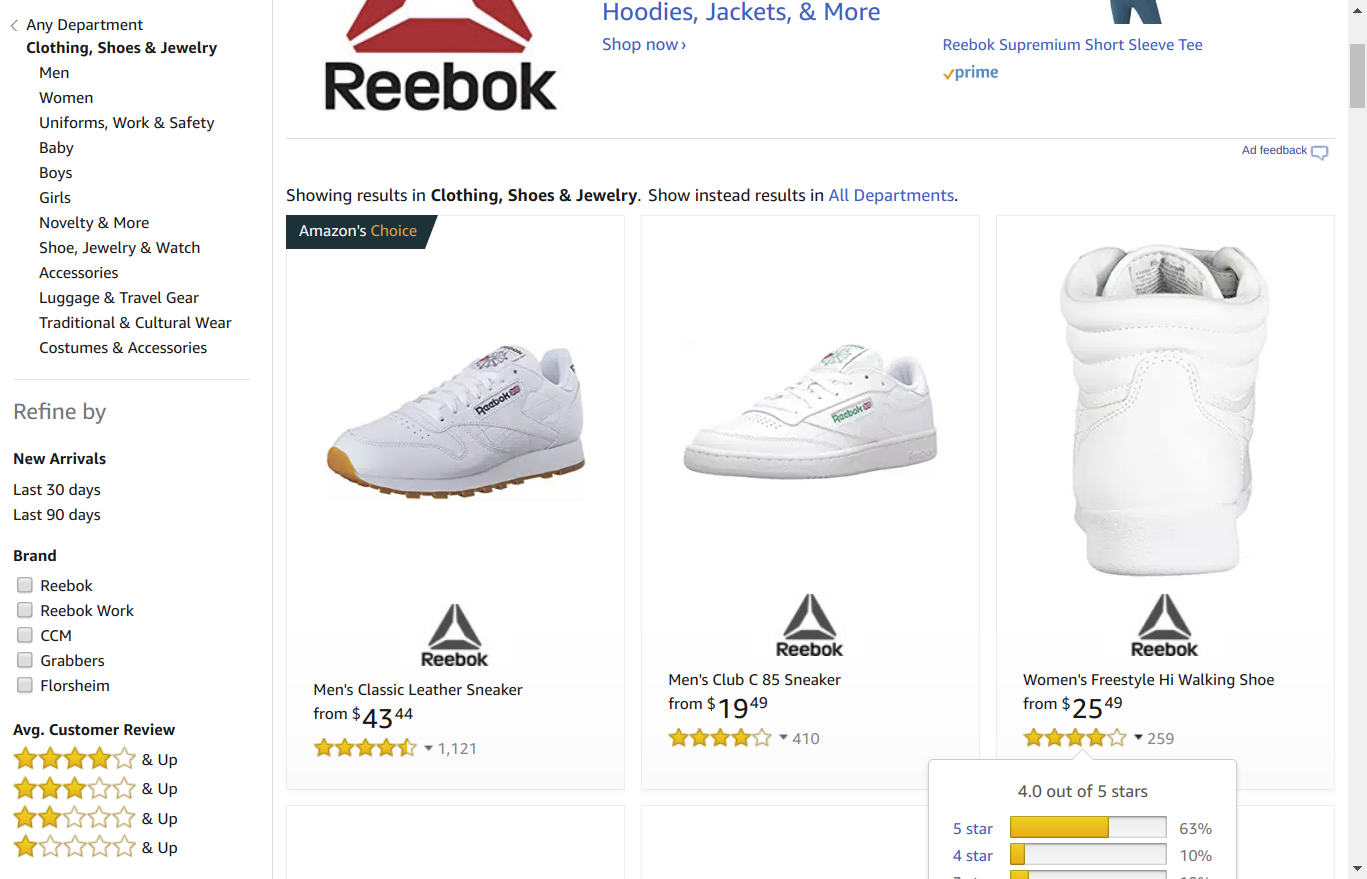 Any Department
Clothing, Shoes & Jewelry
Men
Women
Uniforms, Work & Safety
Baby
Boys
Girls
Novelty & More
Shoe, Jewelry & Watch
Accessories
Luggage & Travel Gear
Traditional & Cultural Wear
Costumes & Accessories
Refine by
New Arrivals
Last 30 days
Last 90 days
Brand
Reebok
Reebok Work
CCM
Grabbers
Florsheim
Avg. Customer Review
& Up
& Up
& Up
& Up
Reebok
Hoodies, Jackets, & More
Shop now ›
Reebok Supremium Short Sleeve Tee
prime
Ad feedback
Showing results in Clothing, Shoes & Jewelry. Show instead results in All Departments.
Amazon's Choice
Reebok
Reebok
Men's Classic Leather Sneaker
from $43 44
1,121
Reebok
Reebok
Men's Club C 85 Sneaker
from $19 49
410
Reebok
Women's Freestyle Hi Walking Shoe
from $25 49
259
4.0 out of 5 stars
5 star 63%
4 star 10%